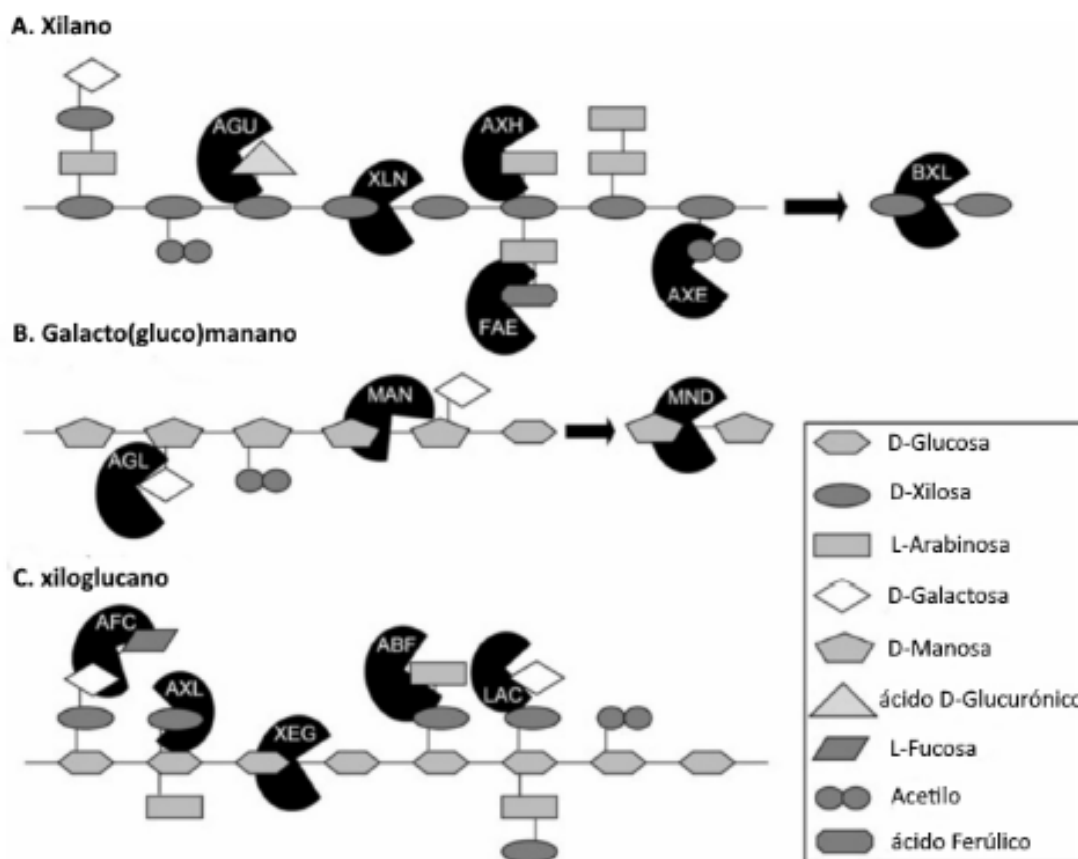 A. Xilano
AGU
AXH
XLN
BXL
FAE
AXE
B. Galacto(gluco)manano
MAN
MND
AGL
D-Glucosa
D-Xilosa
L-Arabinosa
D-Galactosa
D-Manosa
ácido D-Glucurónico
L-Fucosa
Acetilo
ácido Ferúlico
C. xiloglucano
AFC
AXL
ABF
LAC
XEG